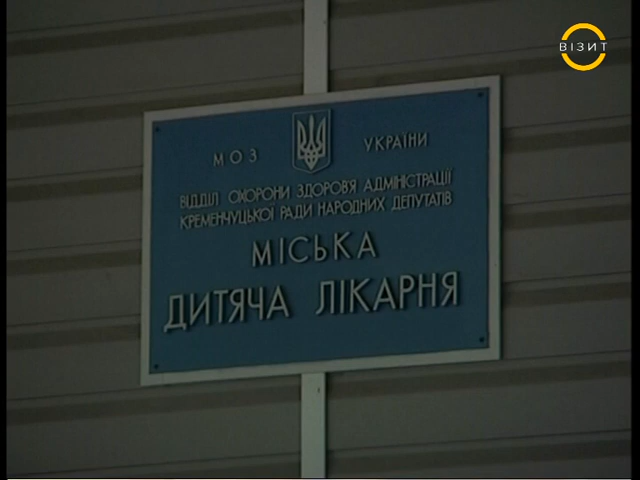 ВІЗИТ
МОЗ УКРАЇНИ
ВІДДІЛ ОХОРОНИ ЗДОРОВ'Я АДМІНІСТРАЦІЇ
КРЕМЕНЧУЦЬКОЇ РАДИ НАРОДНИХ ДЕПУТАТІВ
МІСЬКА
ДИТЯЧА ЛІКАРНЯ